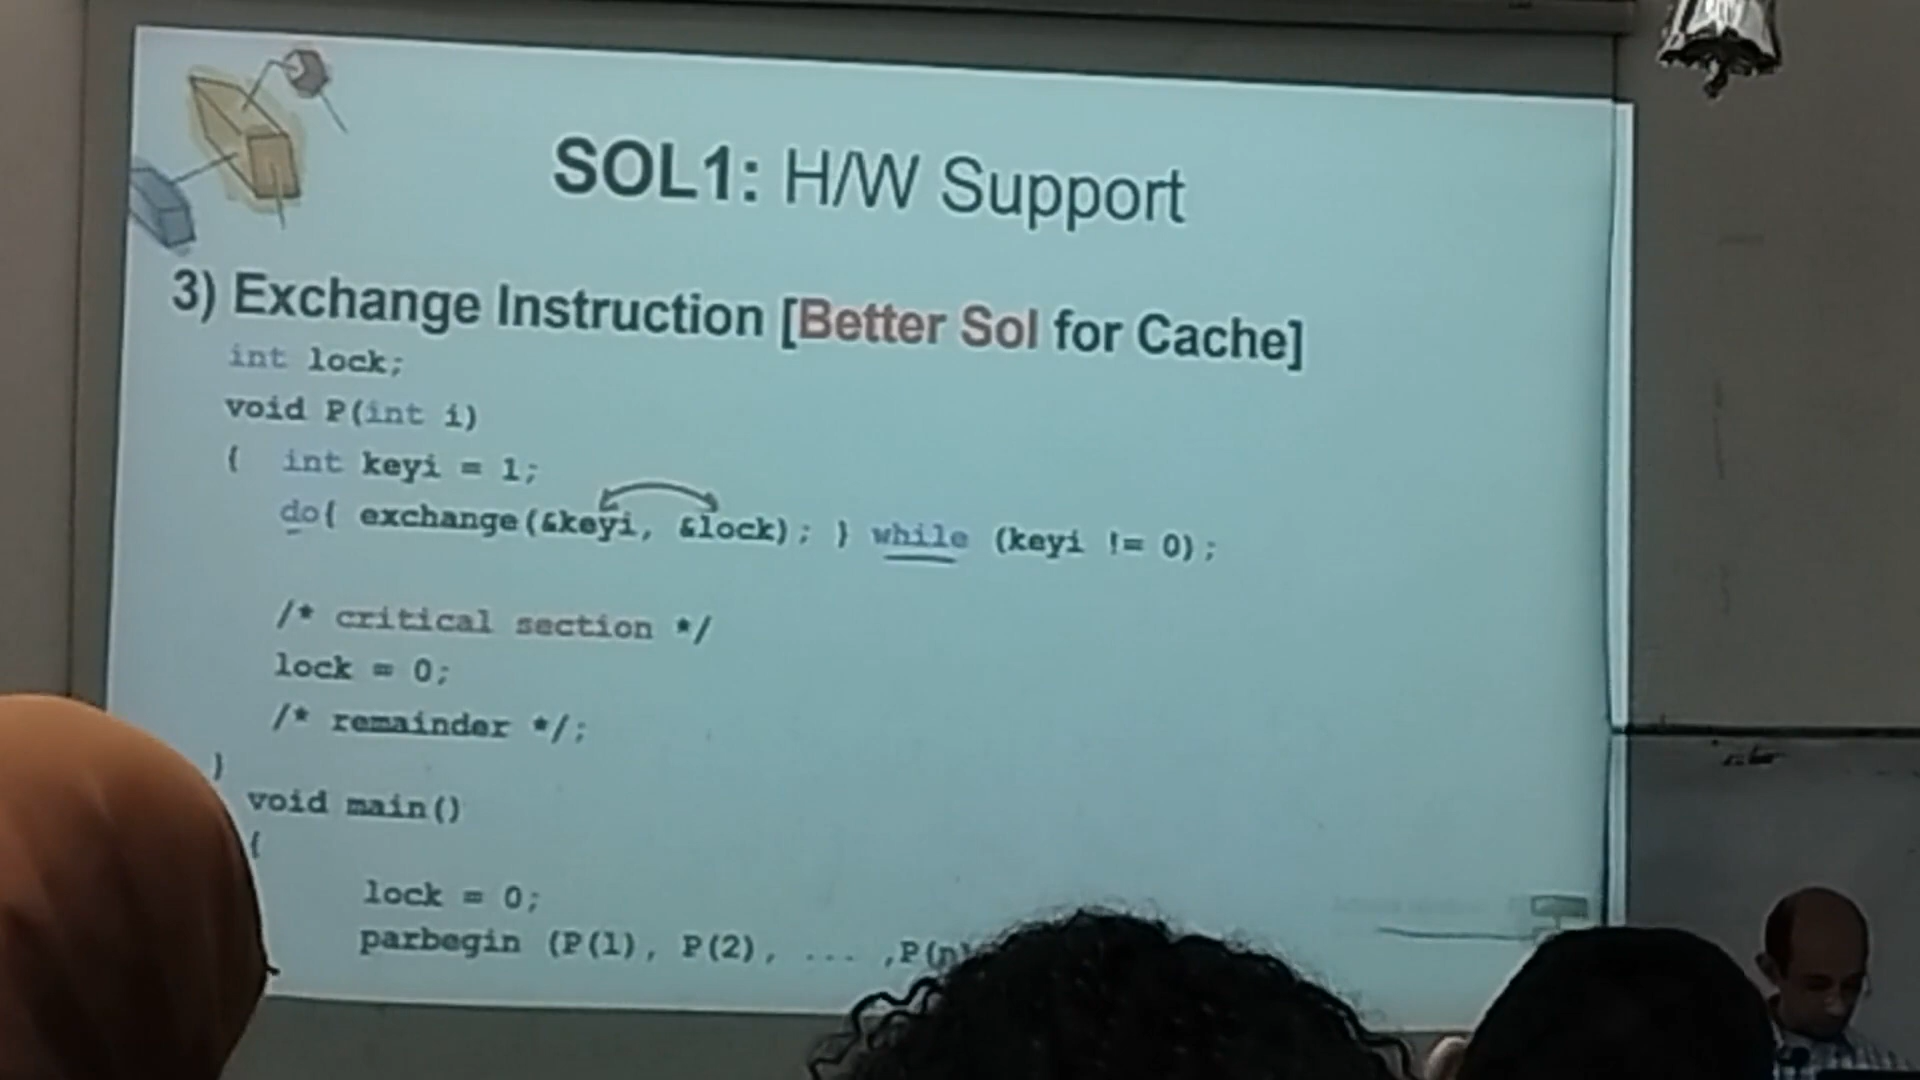 SOL1: H/W Support
3) Exchange Instruction [Better Sol for Cache]
int lock;
void P(int i)
{ int keyi = 1;
do{ exchange(&keyi, &lock); } while (keyi != 0);
/* critical section */
lock = 0;
/* remainder */;
}
void main()
{
lock = 0;
parbegin (P(1), P(2), ... ,P(n)